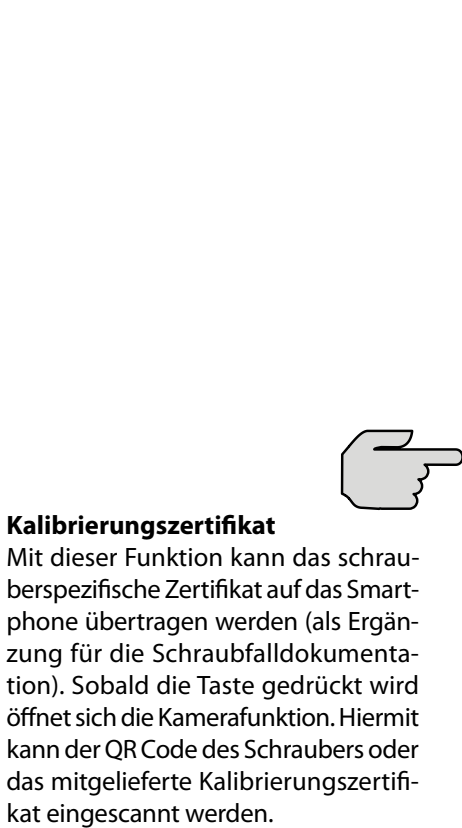 Kalibrierungszertifikat
Mit dieser Funktion kann das schrau-
berspezifische Zertifikat auf das Smart-
phone übertragen werden (als Ergän-
zung für die Schraubfalldokumenta-
tion). Sobald die Taste gedrückt wird
öffnet sich die Kamerafunktion. Hiermit
kann der QR Code des Schraubers oder
das mitgelieferte Kalibrierungszertifi-
kat eingescannt werden.